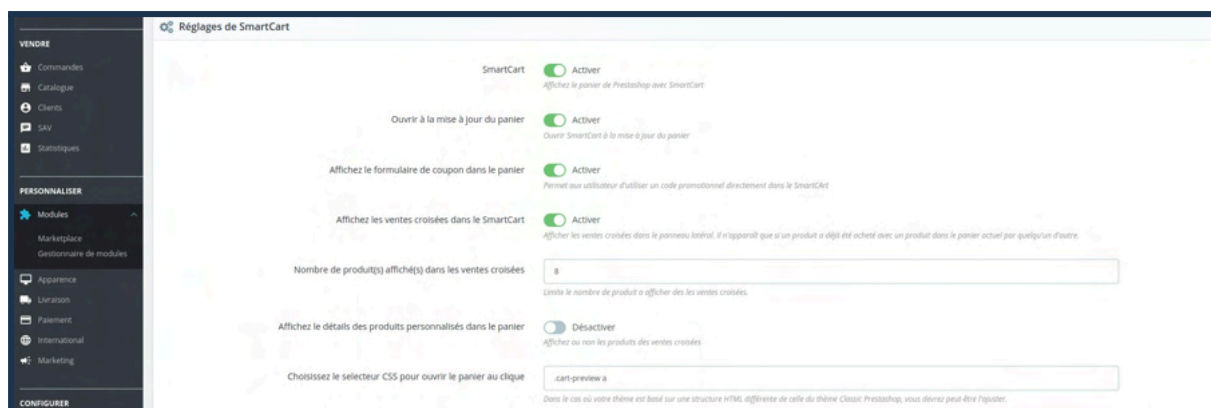 Réglages de SmartCart
VENDRE
Commandes
Catalogue
Clients
SAV
Statistiques
PERSONNALISER
Modules
Marketplace
Gestionnaire de modules
Apparence
Livraison
Paiement
International
Marketing
CONFIGURER
SmartCart
Activer
Affichez le panier de Prestashop avec SmartCart
Ouvrir à la mise à jour du panier
Activer
Ouvrir SmartCart à la mise à jour du panier
Affichez le formulaire de coupon dans le panier
Activer
Permet aux utilisateur d'utiliser un code promotionnel directement dans le SmartCArt
Affichez les ventes croisées dans le SmartCart
Activer
Afficher les ventes croisées dans le panneau latéral. Il n'apparaît que si un produit a déjà été acheté avec un produit dans le panier actuel par quelqu'un d'autre.
Nombre de produit(s) affiché(s) dans les ventes croisées
8
Limite le nombre de produit a afficher des les ventes croisées.
Affichez le détails des produits personnalisés dans le panier
Désactiver
Affichez ou non les produits des ventes croisées
Choisissez le selecteur CSS pour ouvrir le panier au clique
.cart-preview a
Dans le cas où votre thème est basé sur une structure HTML différente de celle du thème Classic Prestashop, vous devrez peut-être l'ajuster.